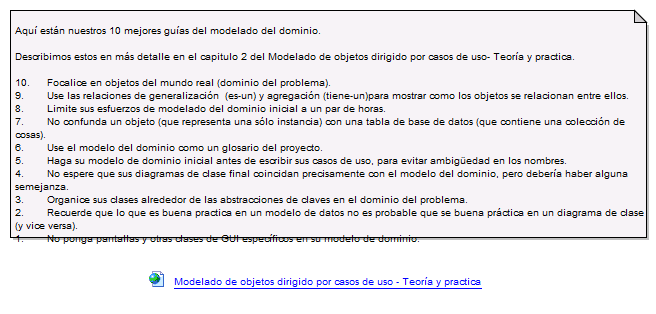 Aquí están nuestros 10 mejores guías del modelado del dominio.
Describimos estos en más detalle en el capitulo 2 del Modelado de objetos dirigido por casos de uso- Teoría y practica.
10. Focalice en objetos del mundo real (dominio del problema).
9. Use las relaciones de generalización (es-un) y agregación (tiene-un)para mostrar como los objetos se relacionan entre ellos.
8. Limite sus esfuerzos de modelado del dominio inicial a un par de horas.
7. No confunda un objeto (que representa una sólo instancia) con una tabla de base de datos (que contiene una colección de
cosas).
6. Use el modelo del dominio como un glosario del proyecto.
5. Haga su modelo de dominio inicial antes de escribir sus casos de uso, para evitar ambigüedad en los nombres.
4. No espere que sus diagramas de clase final coincidan precisamente con el modelo del dominio, pero debería haber alguna
semejanza.
3. Organice sus clases alrededor de las abstracciones de claves en el dominio del problema.
2. Recuerde que lo que es buena practica en un modelo de datos no es probable que se buena práctica en un diagrama de clase
(y vice versa).
1. No ponga pantallas y otras clases de GUI específicos en su modelo de dominio.
Modelado de objetos dirigido por casos de uso - Teoría y practica